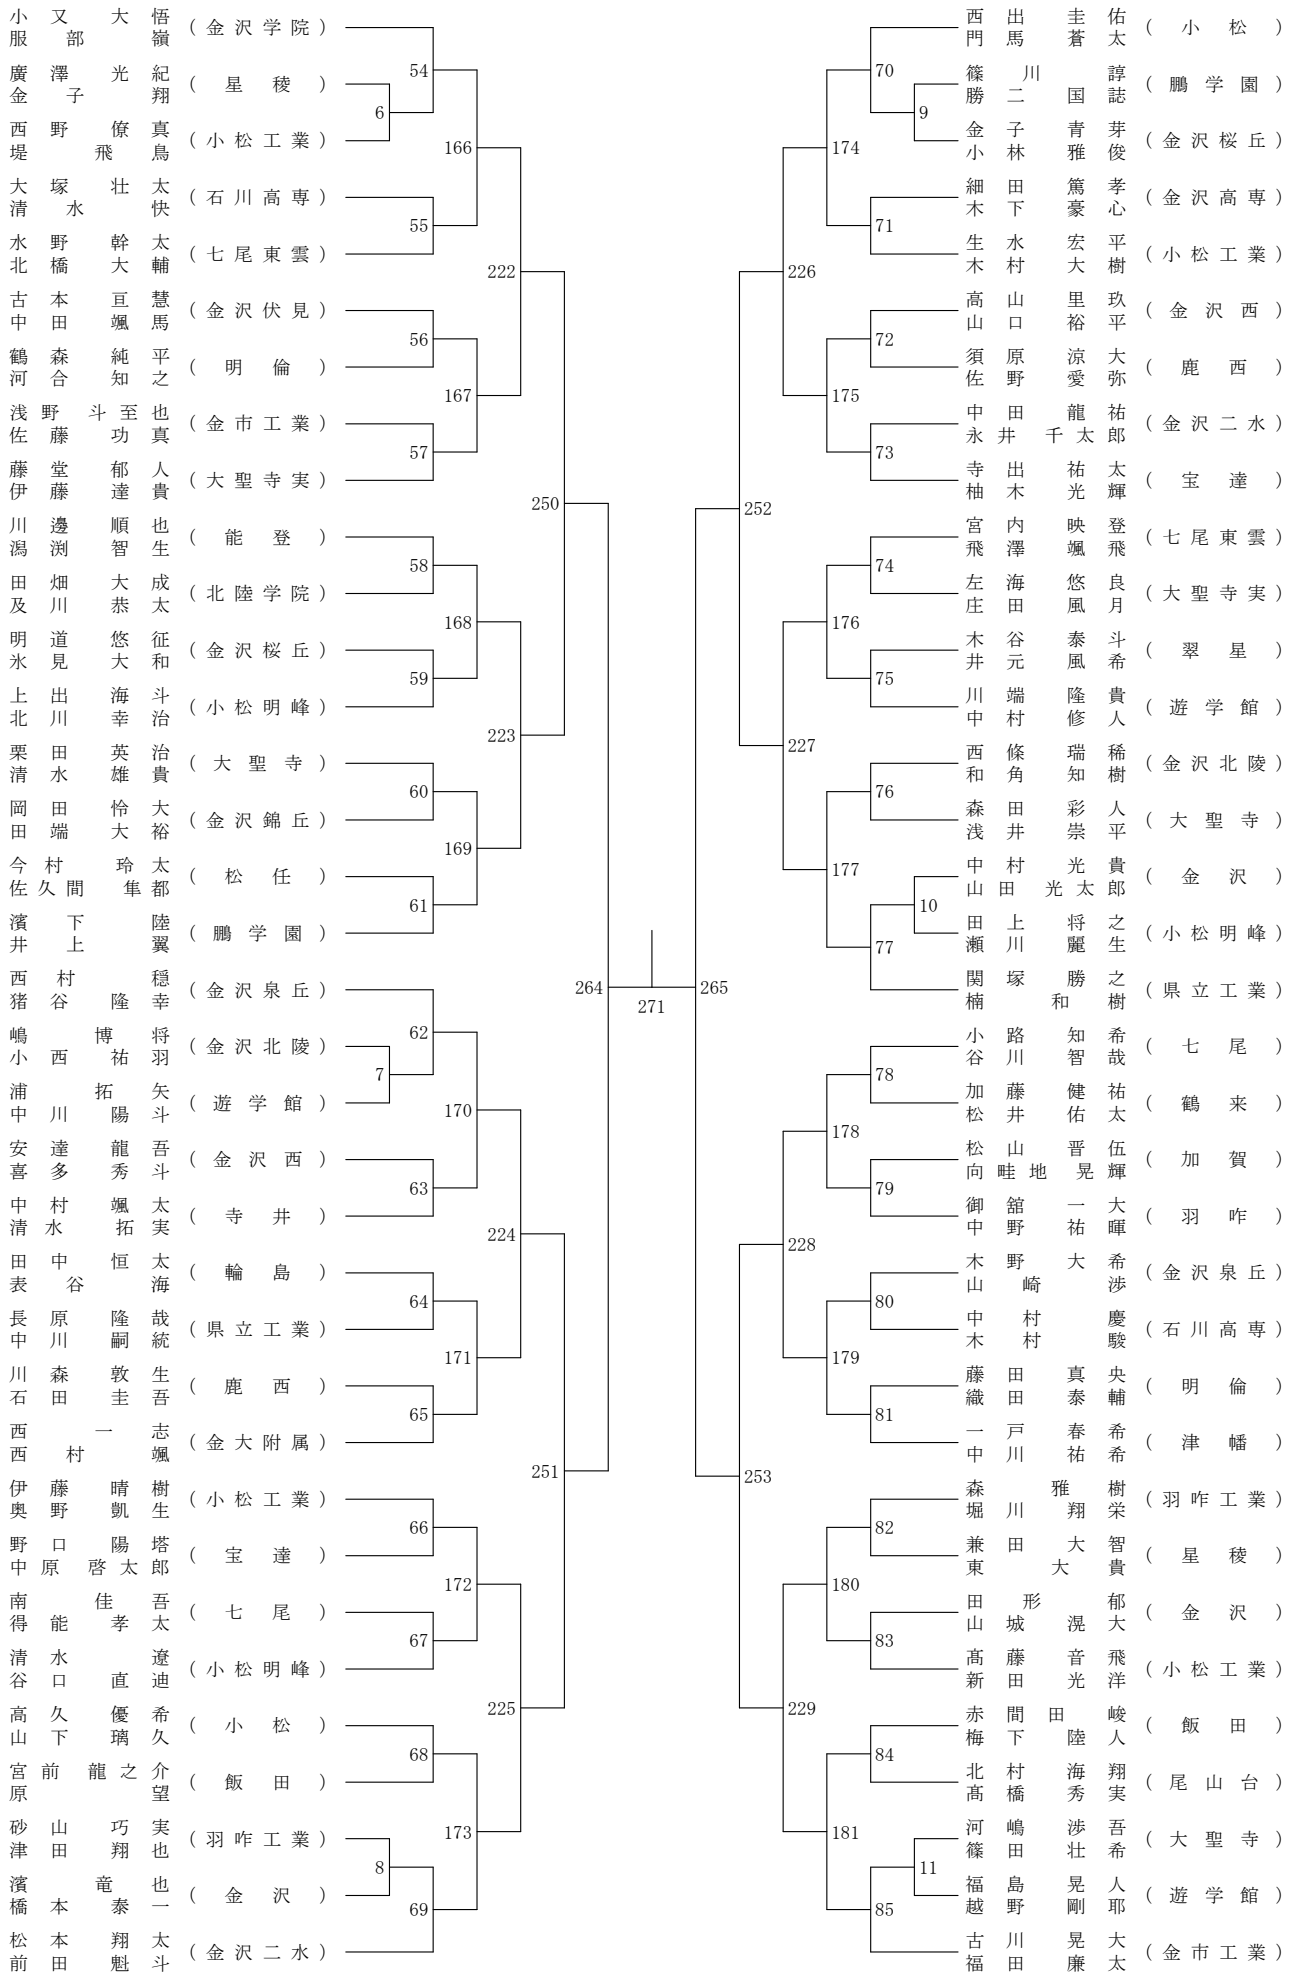 小又大悟
服部嶺
(金沢学院)
廣澤光紀
金子翔
(星稜)
西野僚真
堤飛鳥
(小松工業)
大塚壮太
清水快
(石川高専)
水野幹太
北橋大輔
(七尾東雲)
古本亘慧
中田颯馬
(金沢伏見)
鶴森純平
河合知之
(明倫)
浅野斗至也
佐藤功真
(金市工業)
藤堂郁人
伊藤達貴
(大聖寺実)
川邊順也
潟渕智生
(能登)
田畑大成
及川恭太
(北陸学院)
明道悠征
氷見大和
(金沢桜丘)
上出海斗
北川幸治
(小松明峰)
栗田英治
清水雄貴
(大聖寺)
岡田怜大
田端大裕
(金沢錦丘)
今村玲太
佐久間隼都
(松任)
濱下陸
井上翼
(鵬学園)
西村穏
猪谷隆幸
(金沢泉丘)
嶋博将
小西祐羽
(金沢北陵)
浦拓矢
中川陽斗
(遊学館)
安達龍吾
喜多秀斗
(金沢西)
中村颯太
清水拓実
(寺井)
田中恒太
表谷海
(輪島)
長原隆哉
中川嗣統
(県立工業)
川森敦生
石田圭吾
(鹿西)
西一志
西村颯
(金大附属)
伊藤晴樹
奥野凱生
(小松工業)
野口陽塔
中原啓太郎
(宝達)
南佳吾
得能孝太
(七尾)
清水遼
谷口直迪
(小松明峰)
高久優希
山下璃久
(小松)
宮前龍之介
原望
(飯田)
砂山巧実
津田翔也
(羽咋工業)
濱竜也
橋本泰一
(金沢)
松本翔太
前田魁斗
(金沢二水)
6
7
8
54
55
56
57
58
59
60
61
62
63
64
65
66
67
68
69
166
167
168
169
170
171
172
173
222
223
224
225
250
251
264
271
265
252
253
226
227
228
229
174
175
176
177
178
179
180
181
70
71
72
73
74
75
76
77
78
79
80
81
82
83
84
85
9
10
11
西出圭佑
門馬蒼太
(小松)
篠川諄
勝二国誌
(鵬学園)
金子青芽
小林雅俊
(金沢桜丘)
細田篤孝
木下豪心
(金沢高専)
生水宏平
木村大樹
(小松工業)
高山里玖
山口裕平
(金沢西)
須原涼大
佐野愛弥
(鹿西)
中田龍祐
永井千太郎
(金沢二水)
寺出祐太
柚木光輝
(宝達)
宮内映登
飛澤颯飛
(七尾東雲)
左海悠良
庄田風月
(大聖寺実)
木谷泰斗
井元風希
(翠星)
川端隆貴
中村修人
(遊学館)
西條瑞稀
和角知樹
(金沢北陵)
森田彩人
浅井崇平
(大聖寺)
中村光貴
山田光太郎
(金沢)
田上将之
瀬川麗生
(小松明峰)
関塚勝之
楠和樹
(県立工業)
小路知希
谷川智哉
(七尾)
加藤健祐
松井佑太
(鶴来)
松山晋伍
向畦地晃輝
(加賀)
御舘一大
中野祐暉
(羽咋)
木野大希
山崎渉
(金沢泉丘)
中村慶
木村駿
(石川高専)
藤田真央
織田泰輔
(明倫)
一戸春希
中川祐希
(津幡)
森雅樹
堀川翔栄
(羽咋工業)
兼田大智
東大貴
(星稜)
田形郁
山城滉大
(金沢)
髙藤音飛
新田光洋
(小松工業)
赤間田峻
梅下陸人
(飯田)
北村海翔
髙橋秀実
(尾山台)
河嶋渉吾
篠田壮希
(大聖寺)
福島晃人
越野剛耶
(遊学館)
古川晃大
福田廉太
(金市工業)